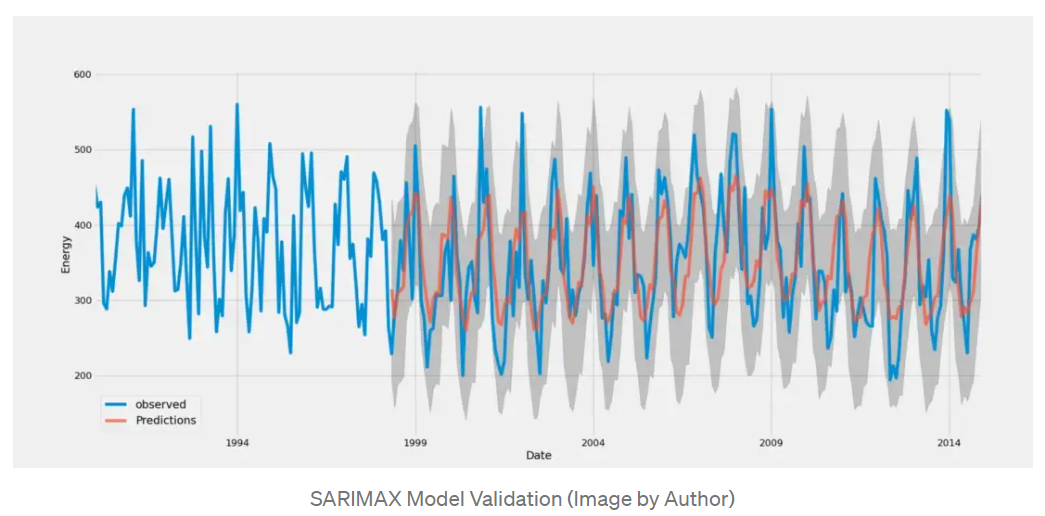 600
500
400
300
200
Energy
observed
Predictions
1994
1999
2004
2009
2014
Date
SARIMAX Model Validation (Image by Author)